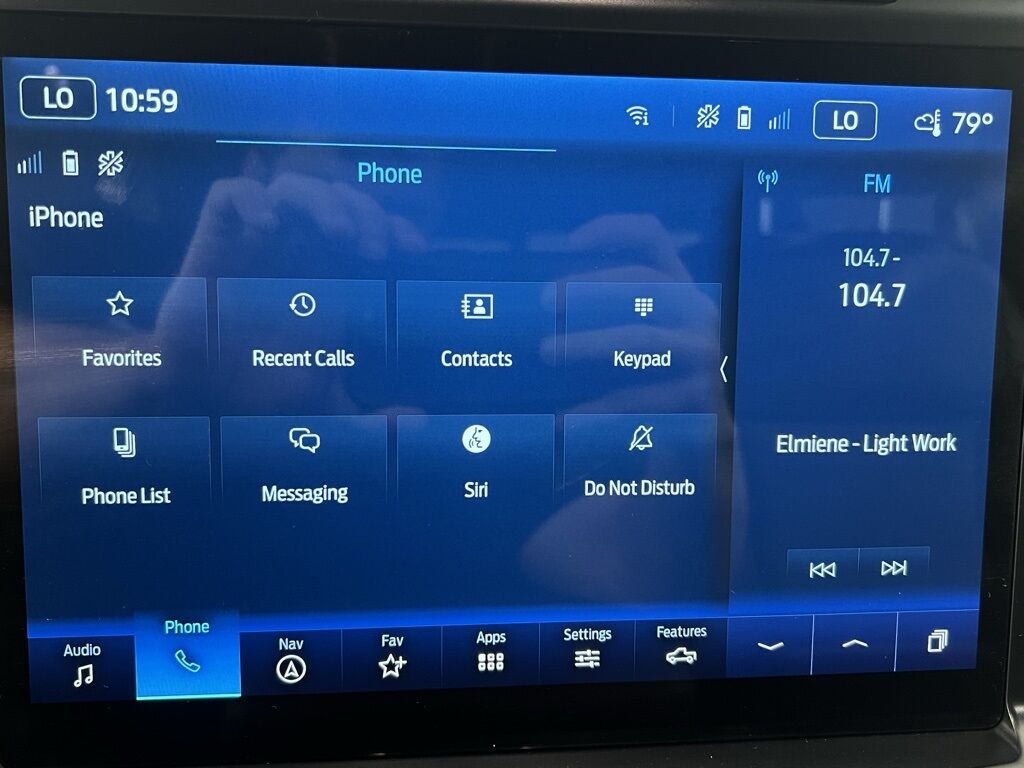 LO 10:59 LO 79°
Phone
FM
iPhone
104.7-
104.7
Favorites Recent Calls Contacts Keypad
Elmiene - Light Work
Phone List Messaging Siri Do Not Disturb
Audio Phone Nav Fav Apps Settings Features